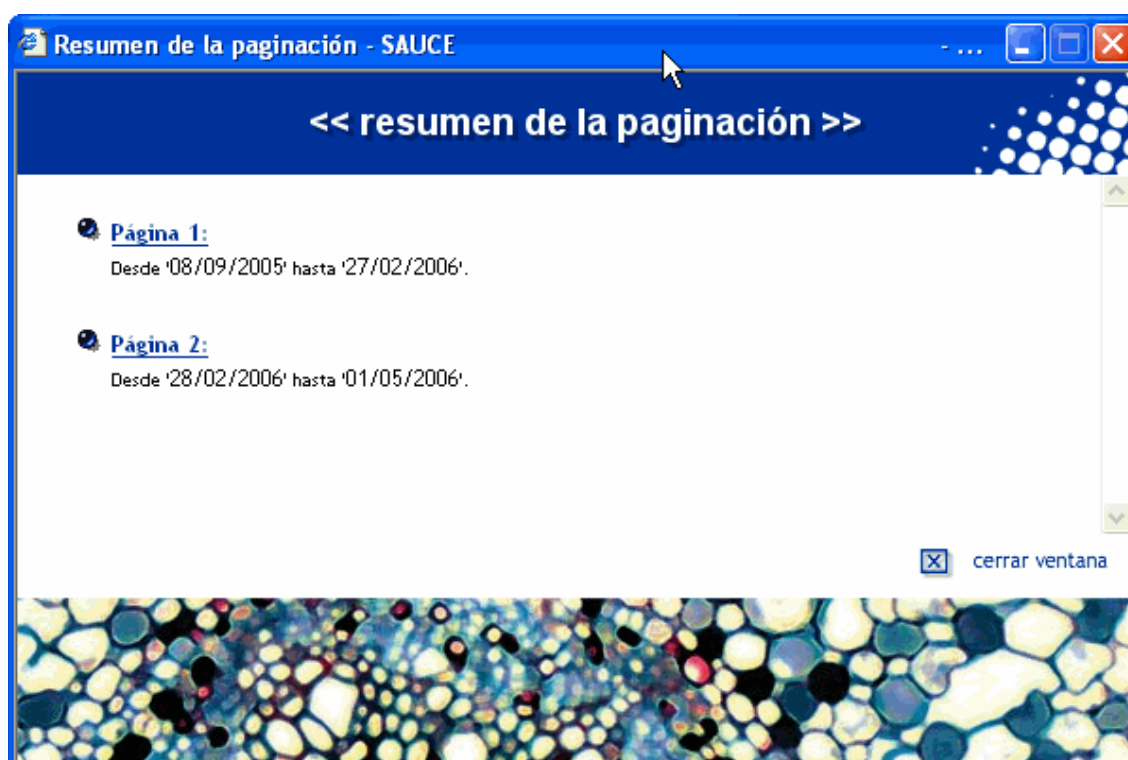 Resumen de la paginación - SAUCE - ...
<< resumen de la paginación >>
Página 1:
Desde '08/09/2005' hasta '27/02/2006'.
Página 2:
Desde '28/02/2006' hasta '01/05/2006'.
cerrar ventana